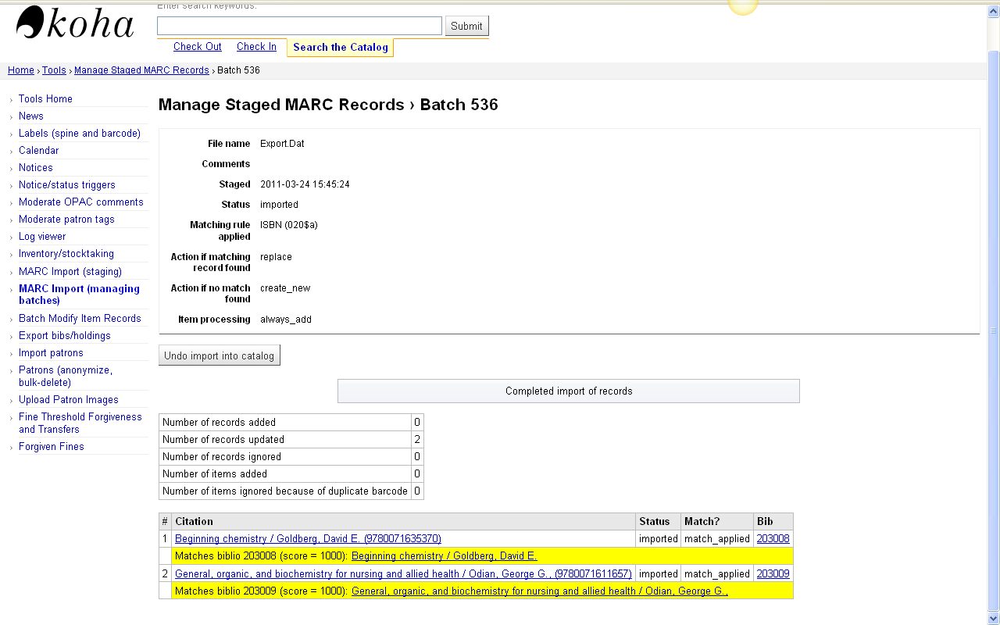 Enter search keywords:
koha
Submit
Check Out Check In Search the Catalog
Home › Tools › Manage Staged MARC Records › Batch 536
Tools Home
News
Labels (spine and barcode)
Calendar
Notices
Notice/status triggers
Moderate OPAC comments
Moderate patron tags
Log viewer
Inventory/stocktaking
MARC Import (staging)
MARC Import (managing
batches)
Batch Modify Item Records
Export bibs/holdings
Import patrons
Patrons (anonymize,
bulk-delete)
Upload Patron Images
Fine Threshold Forgiveness
and Transfers
Forgiven Fines
Manage Staged MARC Records › Batch 536
File name Export.Dat
Comments
Staged 2011-03-24 15:45:24
Status imported
Matching rule
applied ISBN (020$a)
Action if matching
record found replace
Action if no match
found create_new
Item processing always_add
Undo import into catalog
Completed import of records
Number of records added 0
Number of records updated 2
Number of records ignored 0
Number of items added 0
Number of items ignored because of duplicate barcode 0
# Citation Status Match? Bib
1 Beginning chemistry / Goldberg, David E. (9780071635370) imported match_applied 203008
Matches biblio 203008 (score = 1000): Beginning chemistry / Goldberg, David E.
2 General, organic, and biochemistry for nursing and allied health / Odian, George G., (9780071611657) imported match_applied 203009
Matches biblio 203009 (score = 1000): General, organic, and biochemistry for nursing and allied health / Odian, George G.,